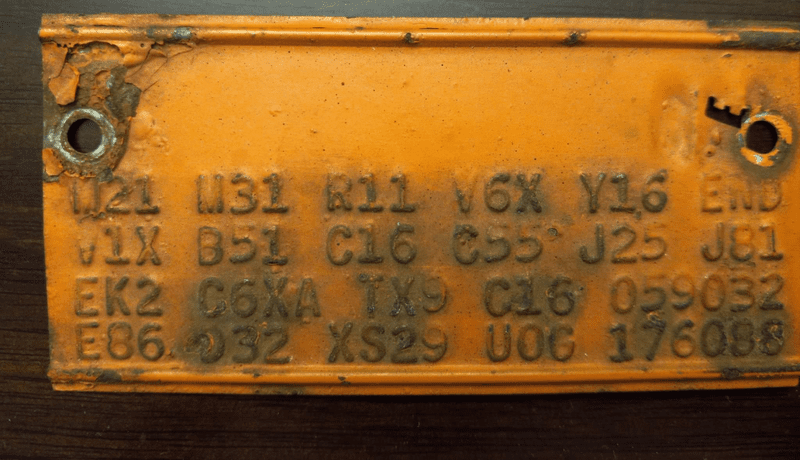 M21 M31 R11 V6X Y16 END
V1X B51 C16 C55 J25 J81
EK2 C6XA TX9 C16 059032
E86 D32 XS29 U0G 176088